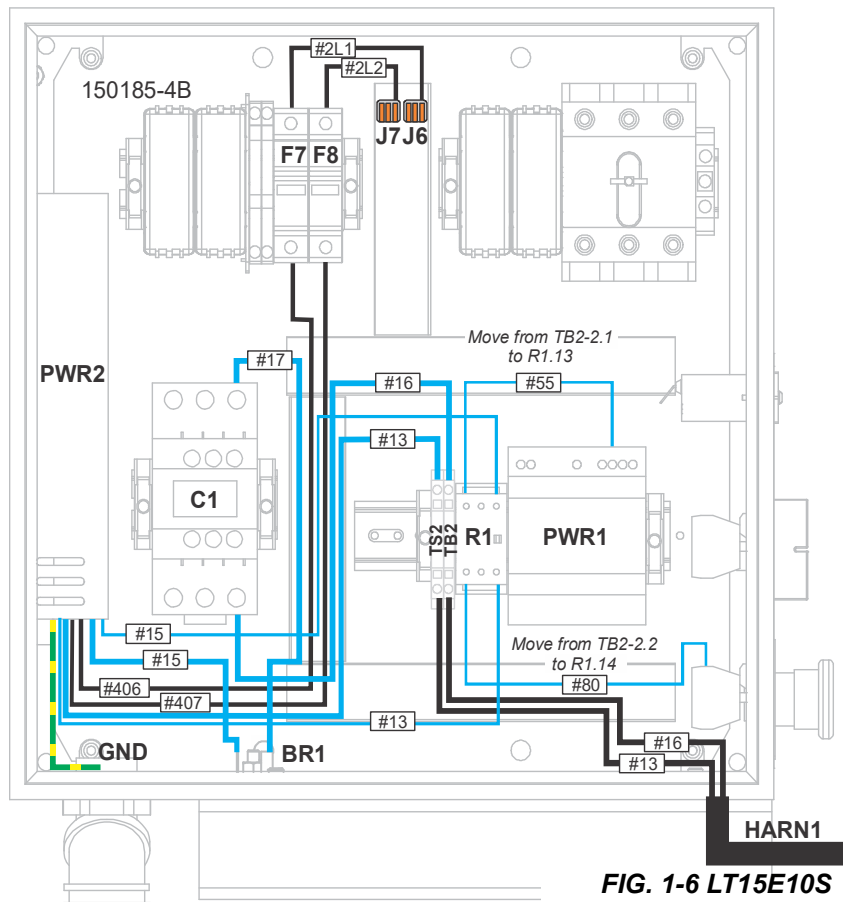 #2L1
#2L2
150185-4B
J7 J6
F7 F8
Move from TB2-2.1
to R1.13
#17
PWR2
#16
#55
#13
C1
TS2
TB2
R1
PWR1
#15
#15
Move from TB2-2.2
to R1.14
#406
#80
#407
#13
#16
GND
BR1
#13
HARN1
FIG. 1-6 LT15E10S